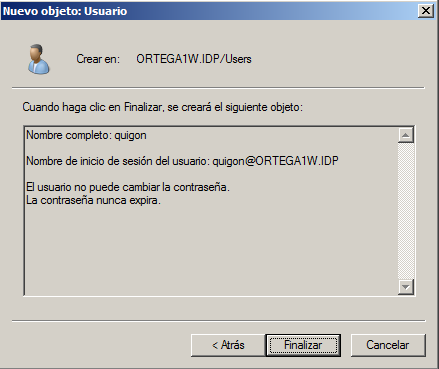 Nuevo objeto: Usuario
Crear en: ORTEGA1W.IDP/Users
Cuando haga clic en Finalizar, se creará el siguiente objeto:
Nombre completo: quigon
Nombre de inicio de sesión del usuario: quigon@ORTEGA1W.IDP
El usuario no puede cambiar la contraseña.
La contraseña nunca expira.
< Atrás Finalizar Cancelar